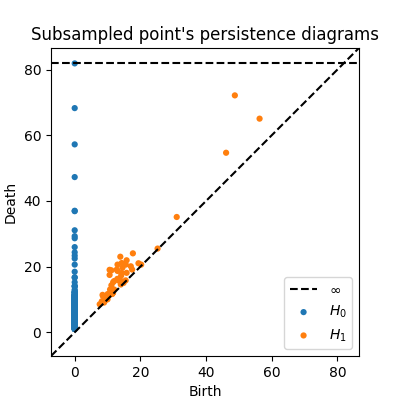 Subsampled point's persistence diagrams
80
60
40
20
0
Death
∞
H₀
H₁
0 20 40 60 80
Birth